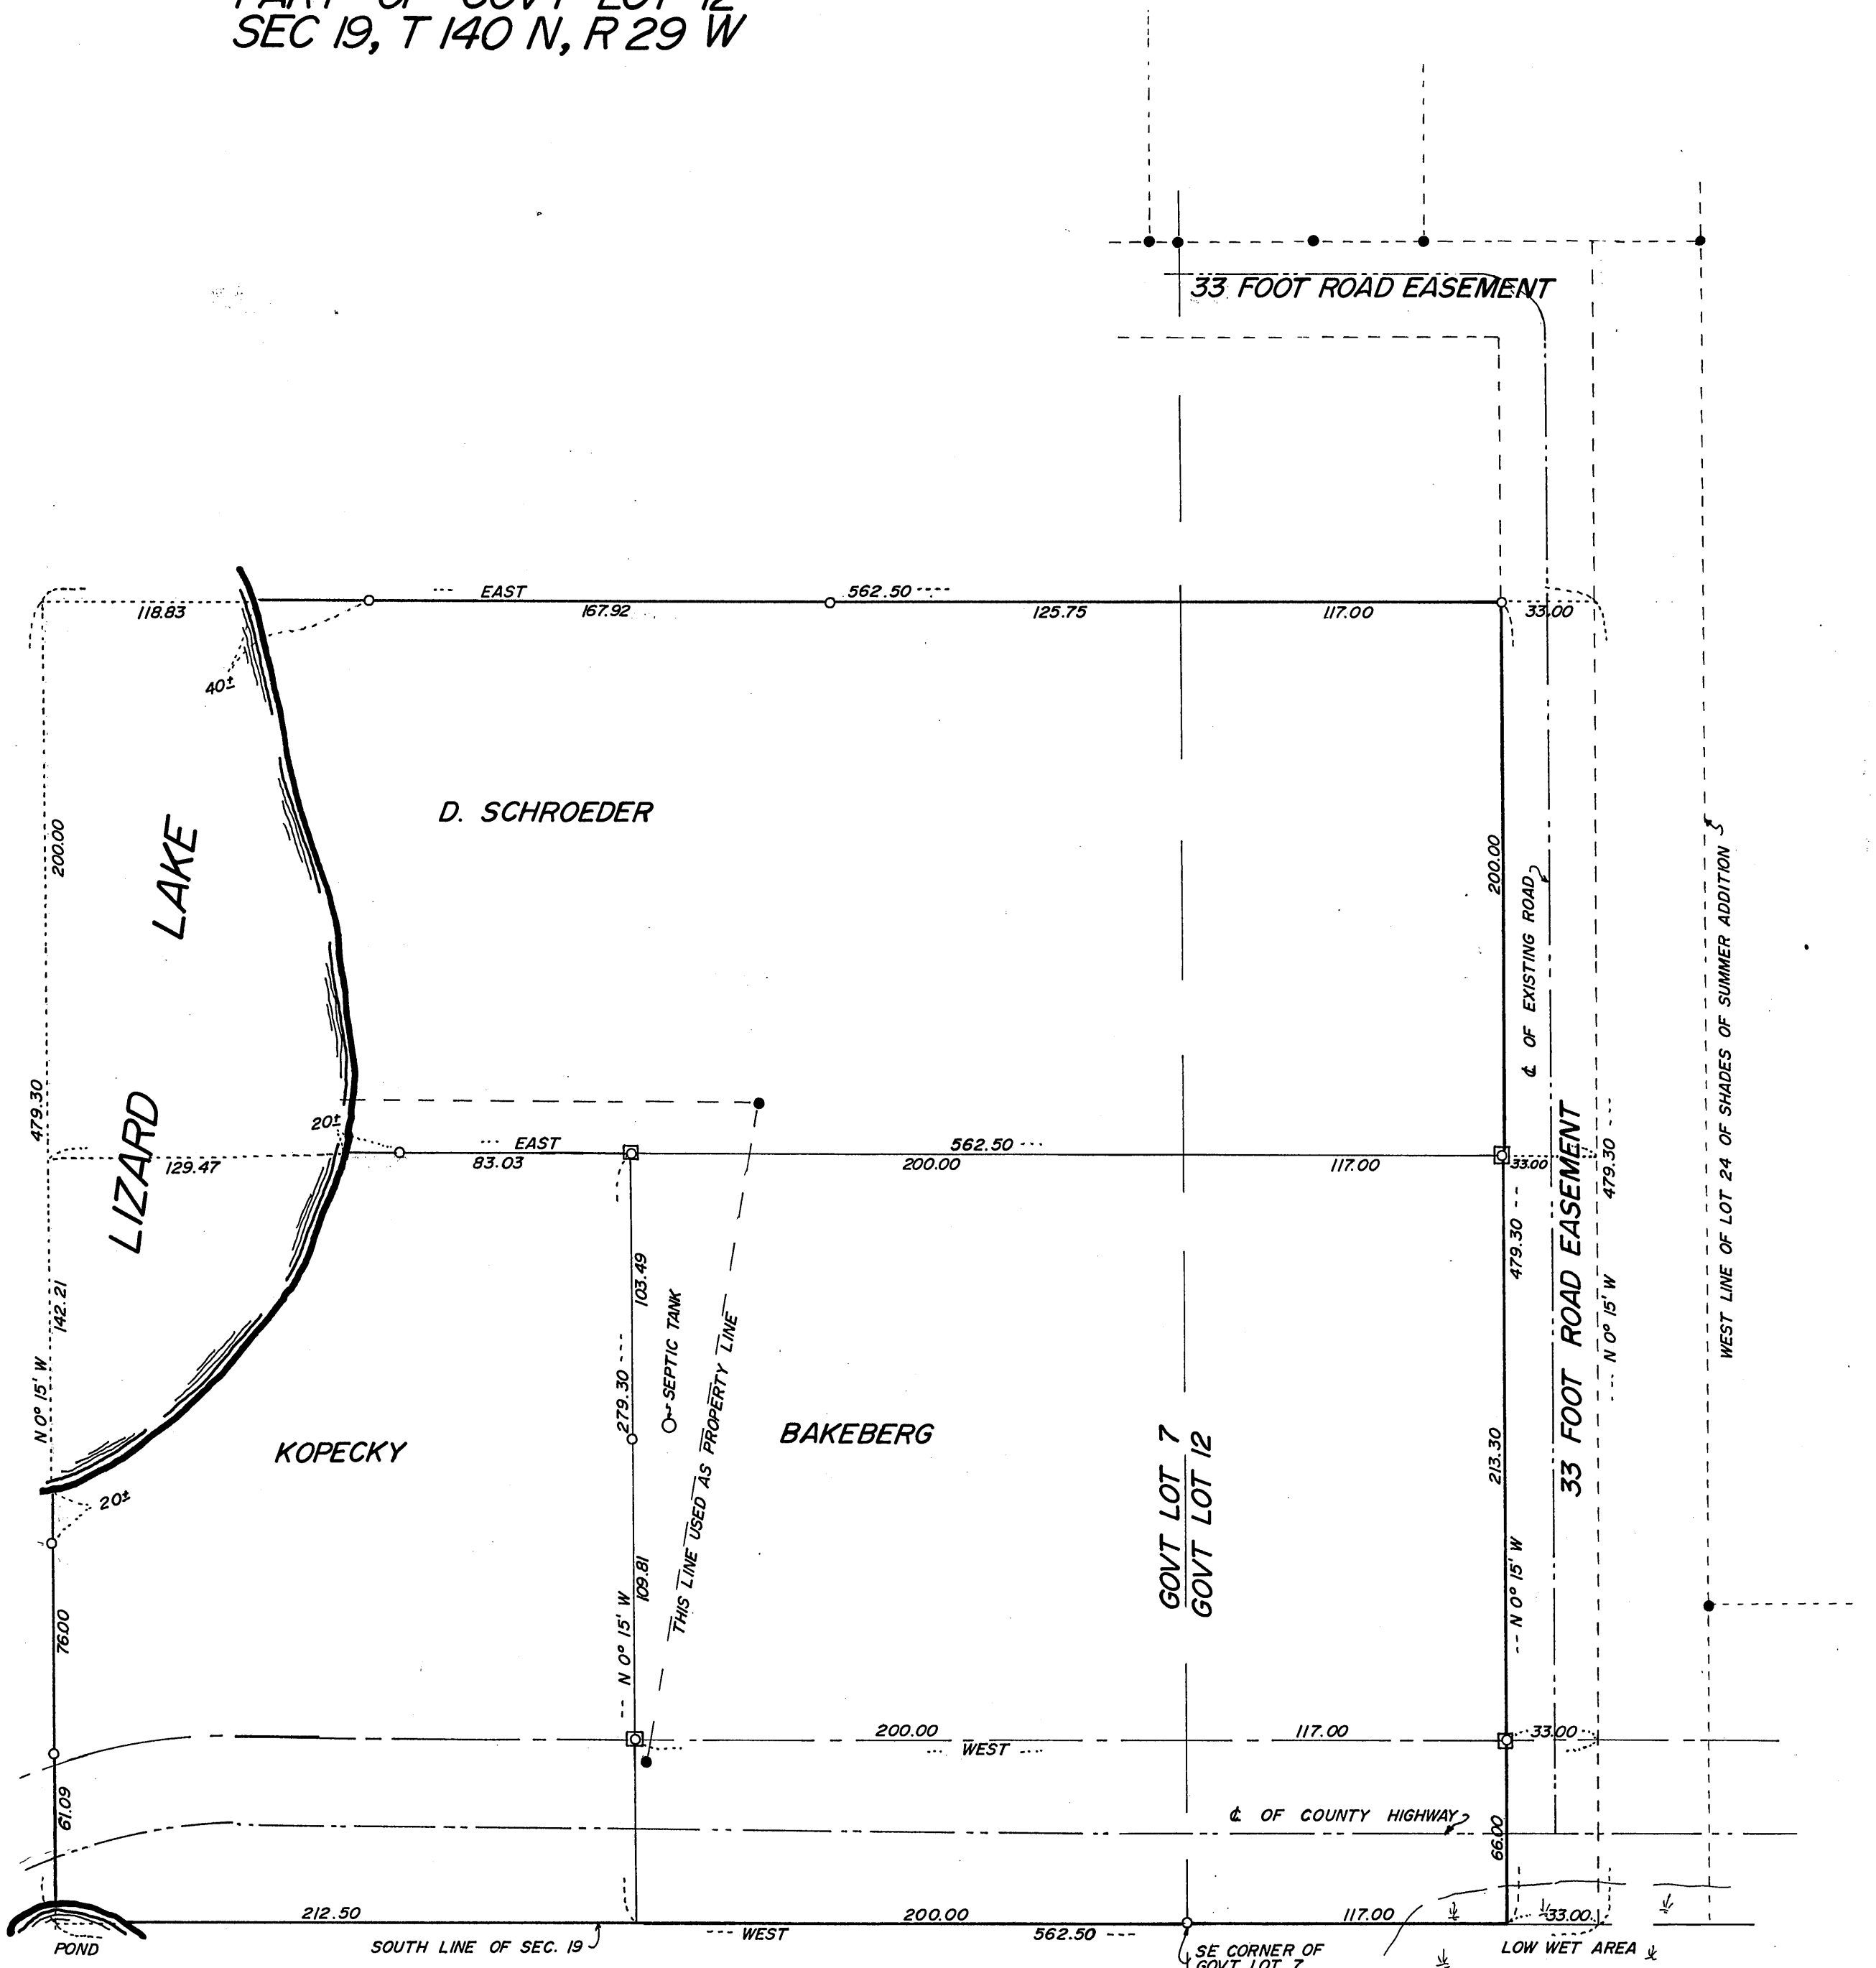 PART OF GOVT LOT 12
SEC 19, T 140 N, R 29 W
33 FOOT ROAD EASEMENT
--- EAST
562.50 ----
118.83
167.92
125.75
117.00
33.00
40±
D. SCHROEDER
200.00
LIZARD LAKE
200.00
₵ OF EXISTING ROAD
WEST LINE OF LOT 24 OF SHADES OF SUMMER ADDITION
479.30
20±
--- EAST
562.50 ---
129.47
83.03
200.00
117.00
33.00
479.30 ---
479.30 ---
33 FOOT ROAD EASEMENT
--- N 0° 15' W
142.21
N 0° 15' W
103.49
279.30 ---
SEPTIC TANK
THIS LINE USED AS PROPERTY LINE
KOPECKY
BAKEBERG
GOVT LOT 7
GOVT LOT 12
213.30
20±
109.81
--- N 0° 15' W
--- N 0° 15' W
76.00
200.00
117.00
33.00
--- WEST ---
61.09
₵ OF COUNTY HIGHWAY
66.00
212.50
200.00
117.00
33.00
POND
SOUTH LINE OF SEC. 19
--- WEST
562.50 ---
SE CORNER OF
GOVT LOT 7
LOW WET AREA